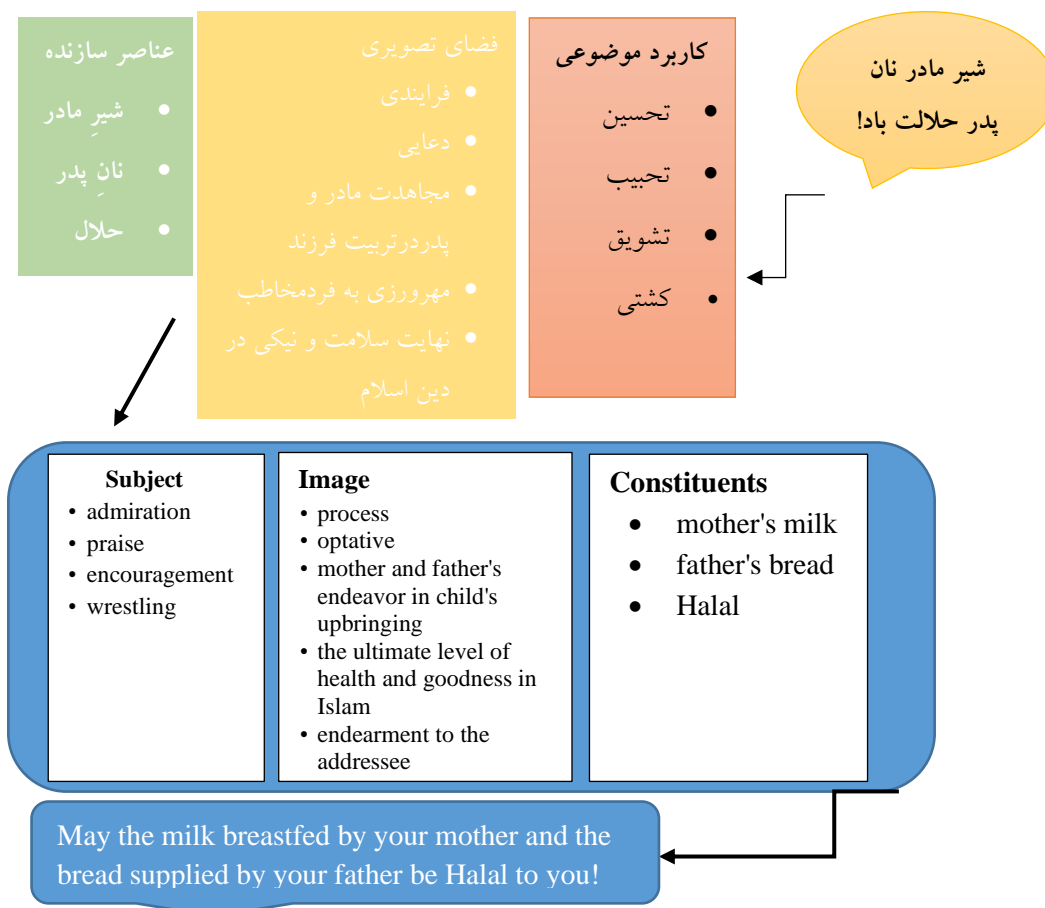 شیر مادر نان
پدر حلالت باد!
کاربرد موضوعی
• تحسین
• تحبیب
• تشویق
• کشتی
فضای تصویری
• فرایندی
• دعایی
• مجاهدت مادر و
پدردرتربیت فرزند
• مهرورزی به فردمخاطب
• نهایت سلامت و نیکی در
دین اسلام
عناصر سازنده
• شیرِ مادر
• نانِ پدر
• حلال
Subject
• admiration
• praise
• encouragement
• wrestling
Image
• process
• optative
• mother and father's
endeavor in child's
upbringing
• the ultimate level of
health and goodness in
Islam
• endearment to the
addressee
Constituents
• mother's milk
• father's bread
• Halal
May the milk breastfed by your mother and the
bread supplied by your father be Halal to you!